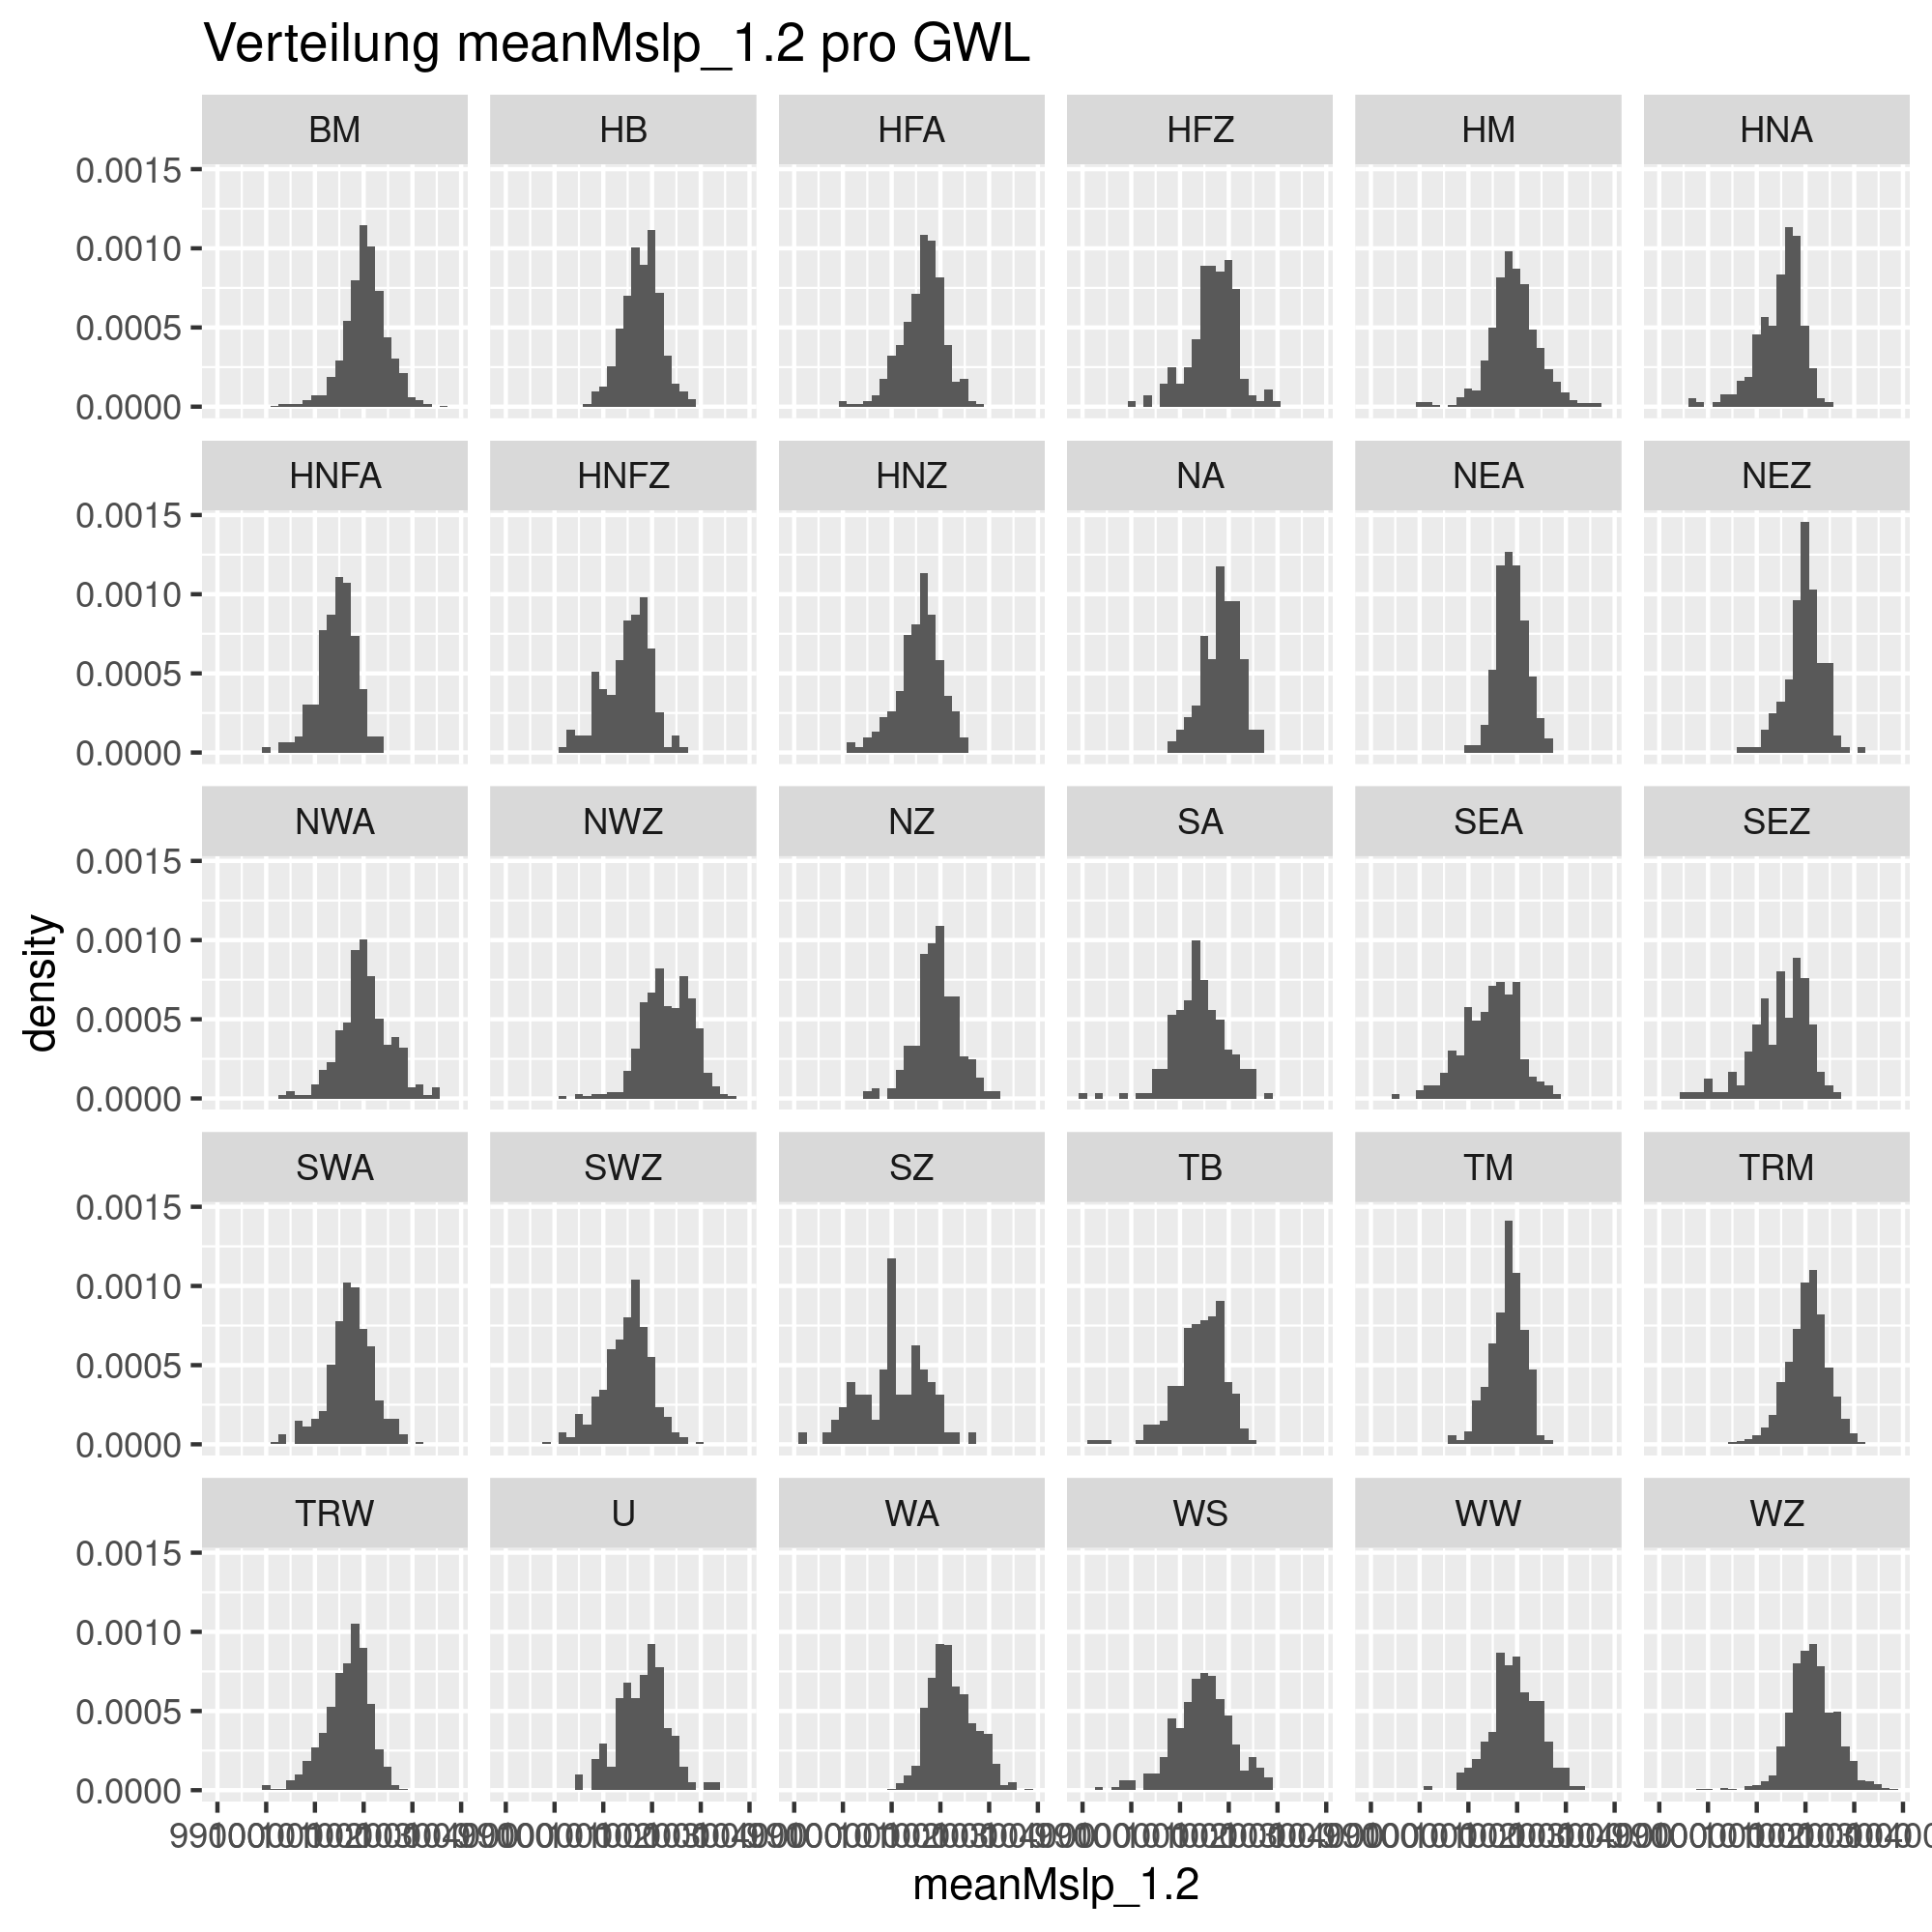 Verteilung meanMslp_1.2 pro GWL
BM HB HFA HFZ HM HNA
0.0015
0.0010
0.0005
0.0000
HNFA HNFZ HNZ NA NEA NEZ
0.0015
0.0010
0.0005
0.0000
NWA NWZ NZ SA SEA SEZ
0.0015
0.0010
0.0005
0.0000
SWA SWZ SZ TB TM TRM
0.0015
0.0010
0.0005
0.0000
TRW U WA WS WW WZ
0.0015
0.0010
0.0005
0.0000
density
meanMslp_1.2